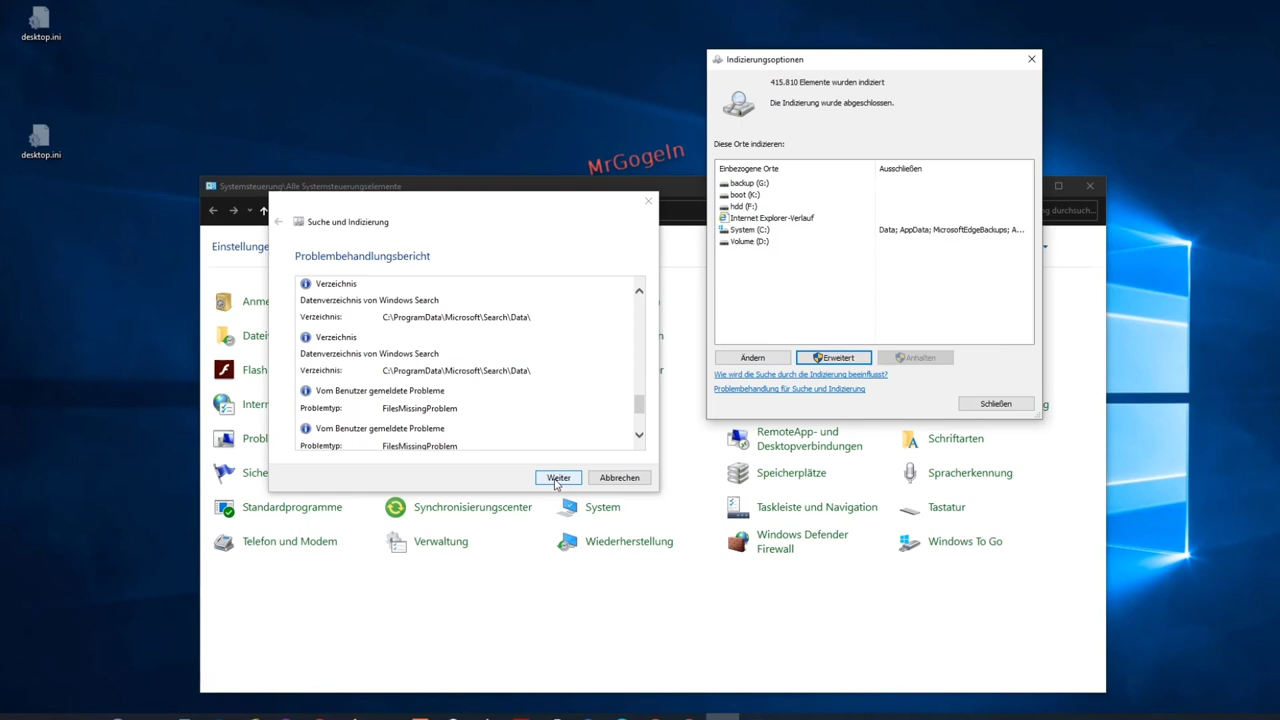 desktop.ini
desktop.ini
MrGogeln
Systemsteuerung\Alle Systemsteuerungselemente
Einstellunge
Anme
Datei
Flash
Intern
Probl
Siche
Standardprogramme
Synchronisierungscenter
System
Telefon und Modem
Verwaltung
Wiederherstellung
ng durchsuch...
RemoteApp- und
Desktopverbindungen
Schriftarten
Speicherplätze
Spracherkennung
Taskleiste und Navigation
Tastatur
Windows Defender
Firewall
Windows To Go
Suche und Indizierung
Problembehandlungsbericht
Verzeichnis
Datenverzeichnis von Windows Search
Verzeichnis: C:\ProgramData\Microsoft\Search\Data\
Verzeichnis
Datenverzeichnis von Windows Search
Verzeichnis: C:\ProgramData\Microsoft\Search\Data\
Vom Benutzer gemeldete Probleme
Problemtyp: FilesMissingProblem
Vom Benutzer gemeldete Probleme
Problemtyp: FilesMissingProblem
Weiter
Abbrechen
Indizierungsoptionen
415.810 Elemente wurden indiziert
Die Indizierung wurde abgeschlossen.
Diese Orte indizieren:
Einbezogene Orte Ausschließen
backup (G:)
boot (K:)
hdd (F:)
Internet Explorer-Verlauf
System (C:) Data; AppData; MicrosoftEdgeBackups; A...
Volume (D:)
Ändern
Erweitert
Anhalten
Wie wird die Suche durch die Indizierung beeinflusst?
Problembehandlung für Suche und Indizierung
Schließen